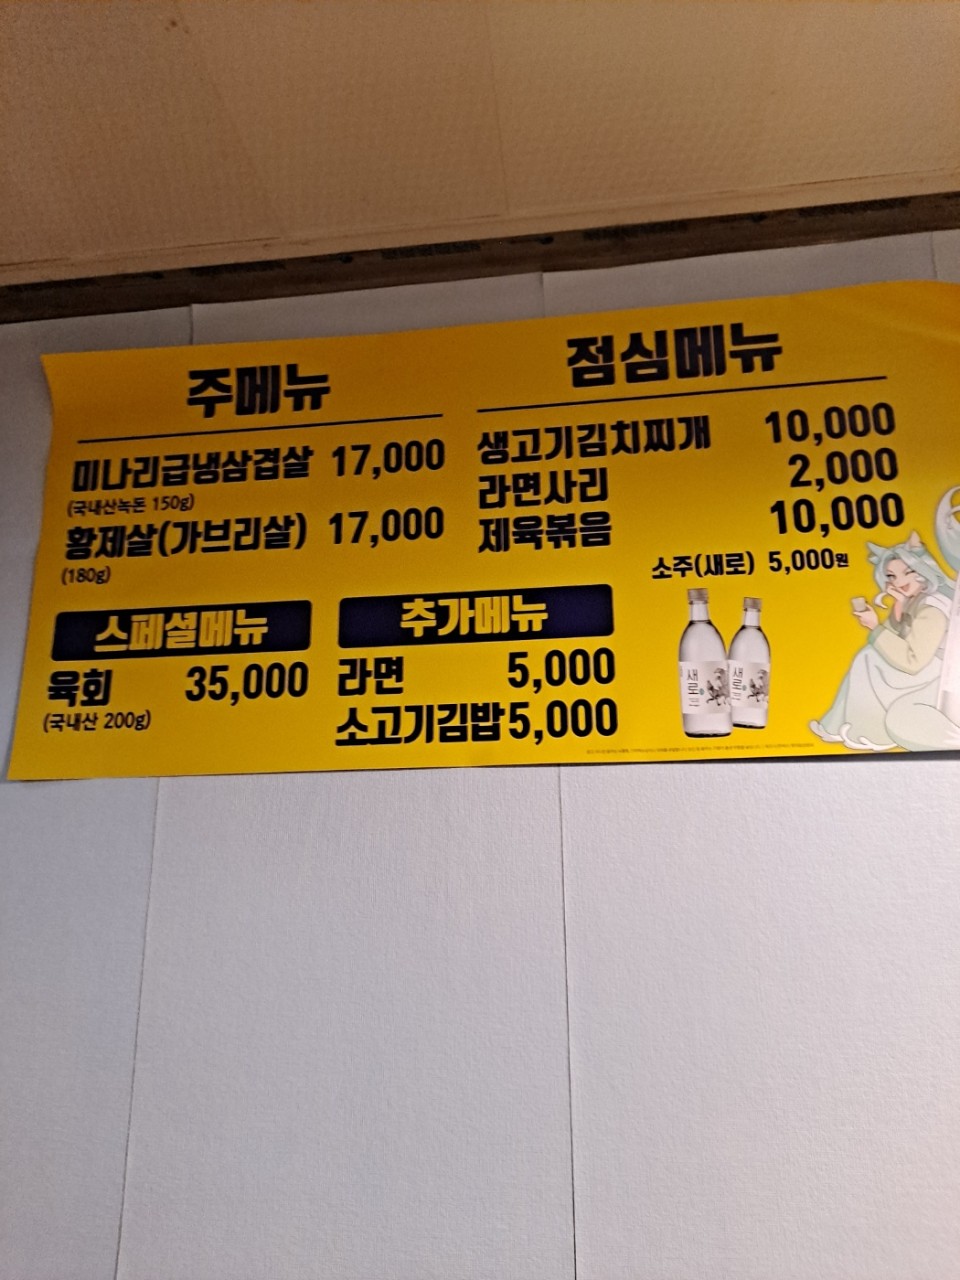 주메뉴
미나리급냉삼겹살 17,000
(국내산녹돈 150g)
황제살(가브리살) 17,000
(180g)
스페셜메뉴
육회 35,000
(국내산 200g)
추가메뉴
라면 5,000
소고기김밥 5,000
점심메뉴
생고기김치찌개 10,000
라면사리 2,000
제육볶음 10,000
소주(새로) 5,000원
새로
새로